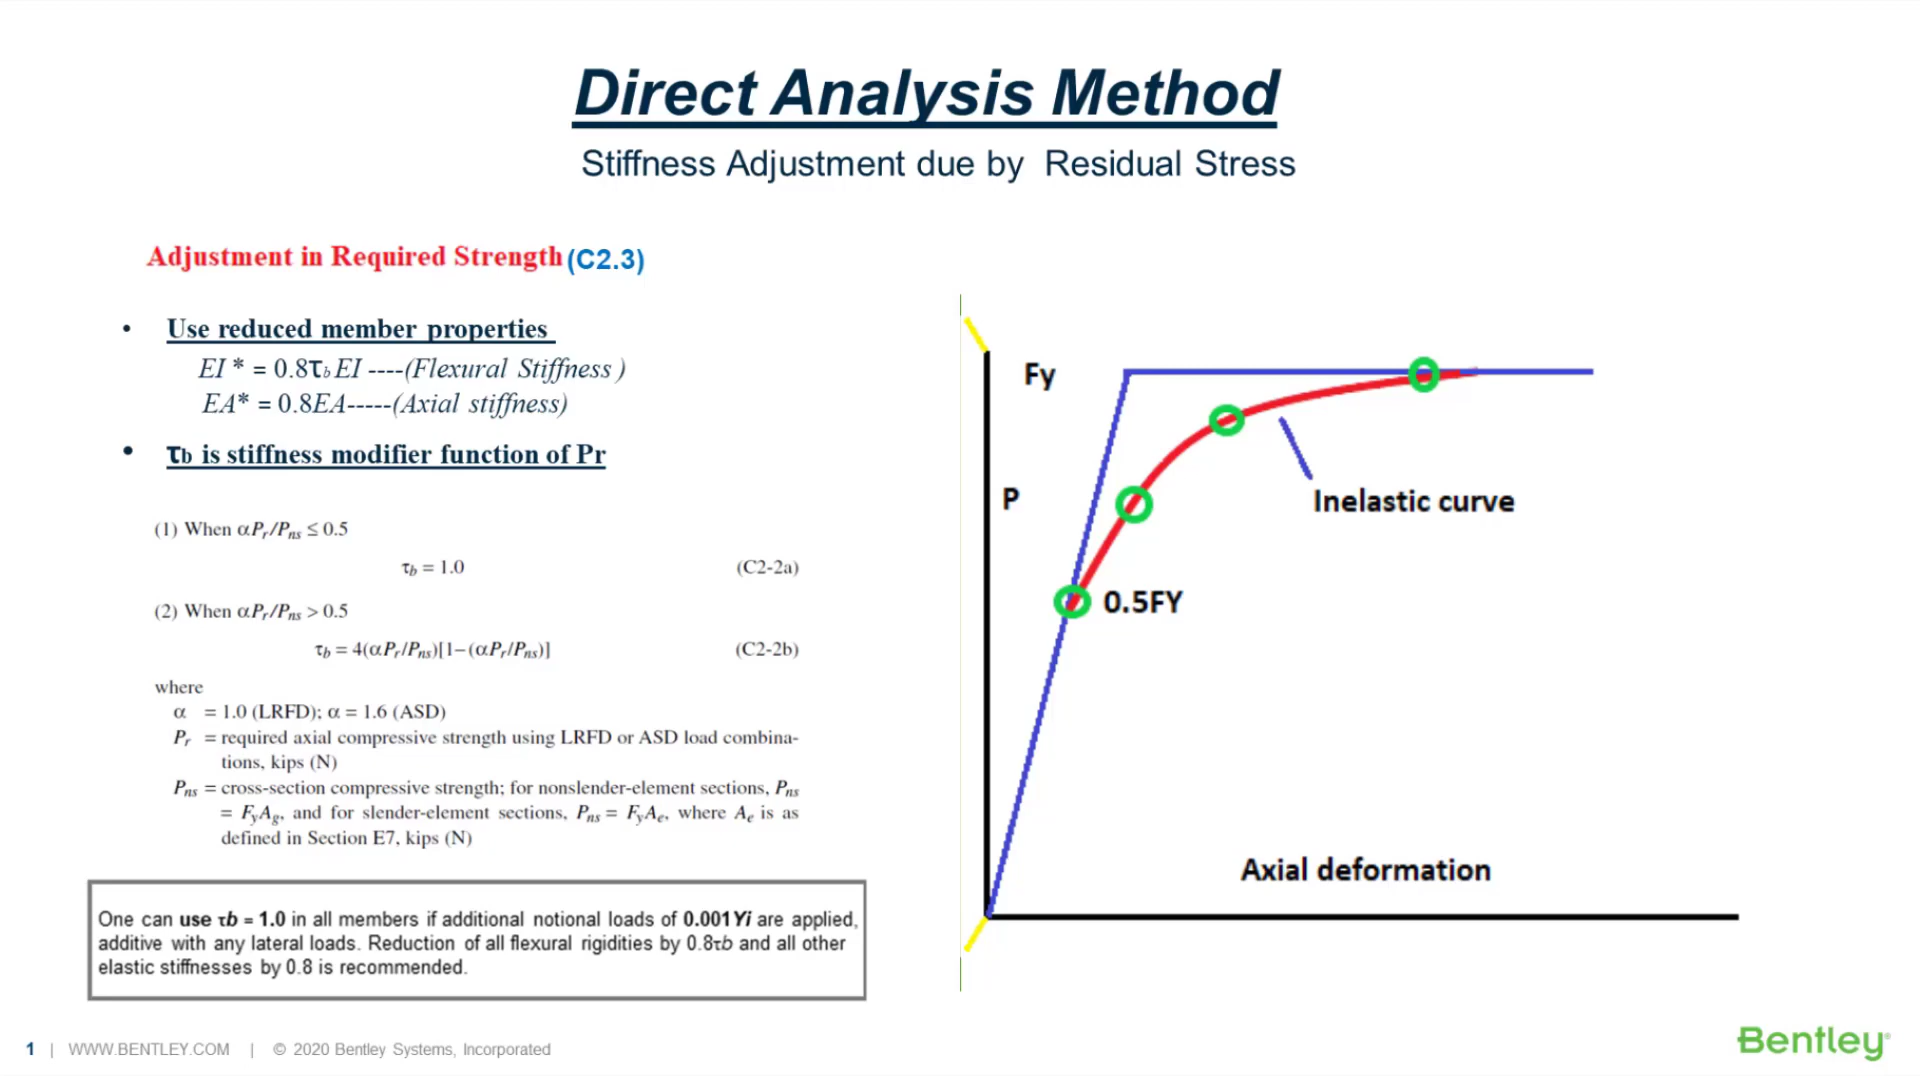 Direct Analysis Method
Stiffness Adjustment due by Residual Stress
Adjustment in Required Strength (C2.3)
• Use reduced member properties
EI * = 0.8τb EI ----(Flexural Stiffness )
EA* = 0.8EA-----(Axial stiffness)
• τb is stiffness modifier function of Pr
(1) When αPr/Pns ≤ 0.5
τb = 1.0 (C2-2a)
(2) When αPr/Pns > 0.5
τb = 4(αPr/Pns)[1−(αPr/Pns)] (C2-2b)
where
α = 1.0 (LRFD); α = 1.6 (ASD)
Pr = required axial compressive strength using LRFD or ASD load combina-
tions, kips (N)
Pns = cross-section compressive strength; for nonslender-element sections, Pns
= FyAg, and for slender-element sections, Pns = FyAe, where Ae is as
defined in Section E7, kips (N)
One can use τb = 1.0 in all members if additional notional loads of 0.001Yi are applied,
additive with any lateral loads. Reduction of all flexural rigidities by 0.8τb and all other
elastic stiffnesses by 0.8 is recommended.
Fy
P
Inelastic curve
0.5FY
Axial deformation
1 | WWW.BENTLEY.COM | © 2020 Bentley Systems, Incorporated
Bentley®